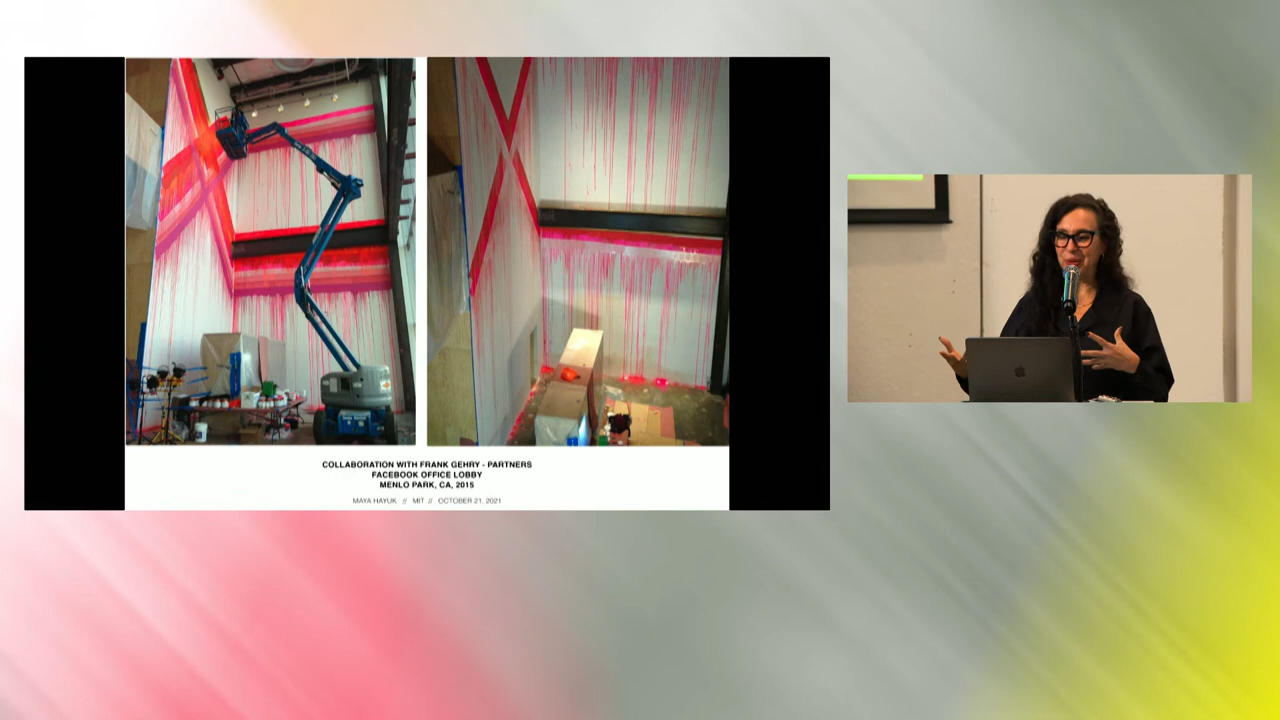 COLLABORATION WITH FRANK GEHRY - PARTNERS
FACEBOOK OFFICE LOBBY
MENLO PARK, CA, 2015
MAYA HAYUK // MIT // OCTOBER 21, 2021